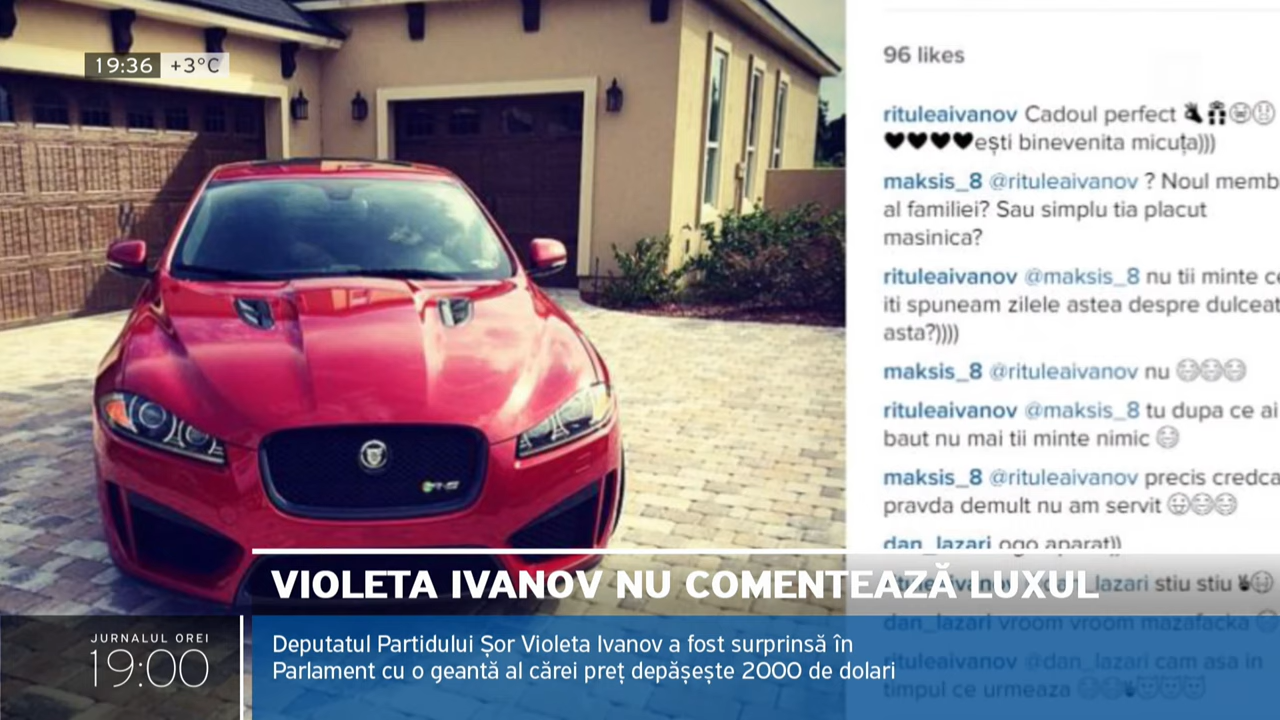 19:36 +3°C
96 likes
rituleaivanov Cadoul perfect
ești binevenita micuța)))
maksis_8 @rituleaivanov ? Noul memb
al familiei? Sau simplu tia placut
masinica?
rituleaivanov @maksis_8 nu tii minte ce
iti spuneam zilele astea despre dulceat
asta?))))
maksis_8 @rituleaivanov nu
rituleaivanov @maksis_8 tu dupa ce ai
baut nu mai tii minte nimic
maksis_8 @rituleaivanov precis credca
pravda demult nu am servit
dan_lazari ogo aparat))
lazari stiu stiu
dan_lazari vroom vroom mazafacka
rituleaivanov @dan_lazari cam asa in
timpul ce urmeaza
VIOLETA IVANOV NU COMENTEAZĂ LUXUL
JURNALUL OREI
19:00
Deputatul Partidului Șor Violeta Ivanov a fost surprinsă în
Parlament cu o geantă al cărei preț depășește 2000 de dolari